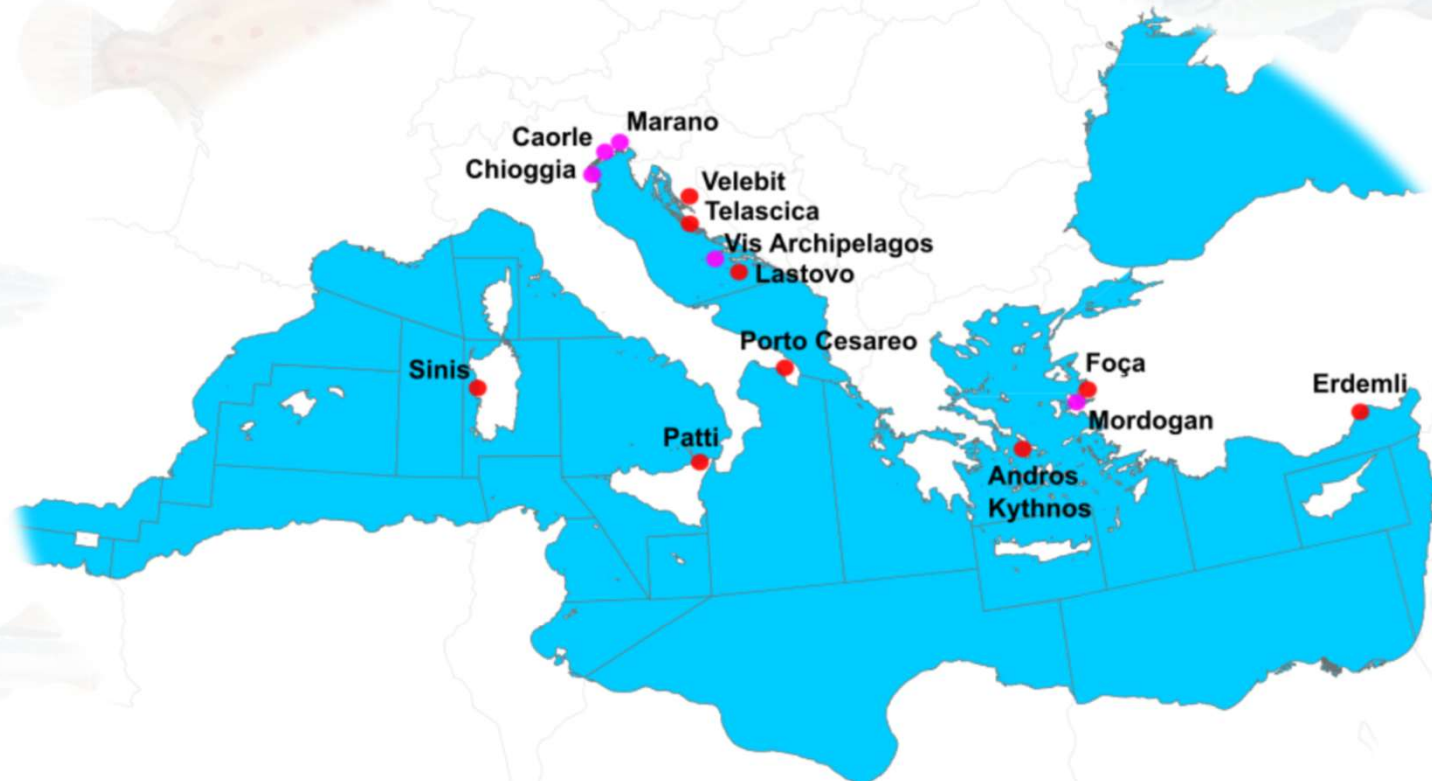 Marano
Caorle
Chioggia
Velebit
Telascica
Vis Archipelagos
Lastovo
Porto Cesareo
Sinis
Foça
Erdemli
Mordogan
Patti
Andros
Kythnos